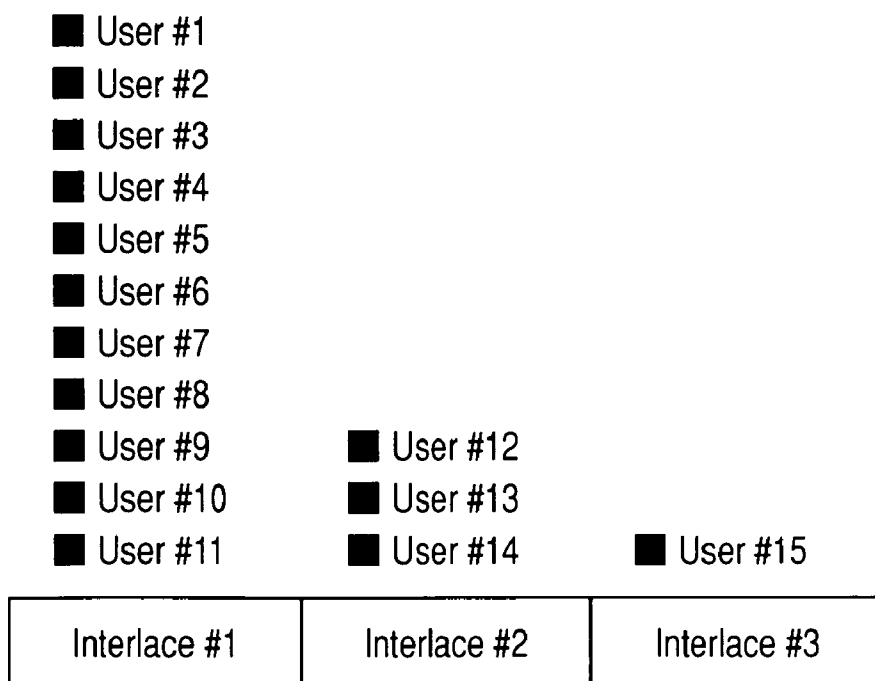 User #1
User #2
User #3
User #4
User #5
User #6
User #7
User #8
User #9 User #12
User #10 User #13
User #11 User #14 User #15
Interlace #1 Interlace #2 Interlace #3